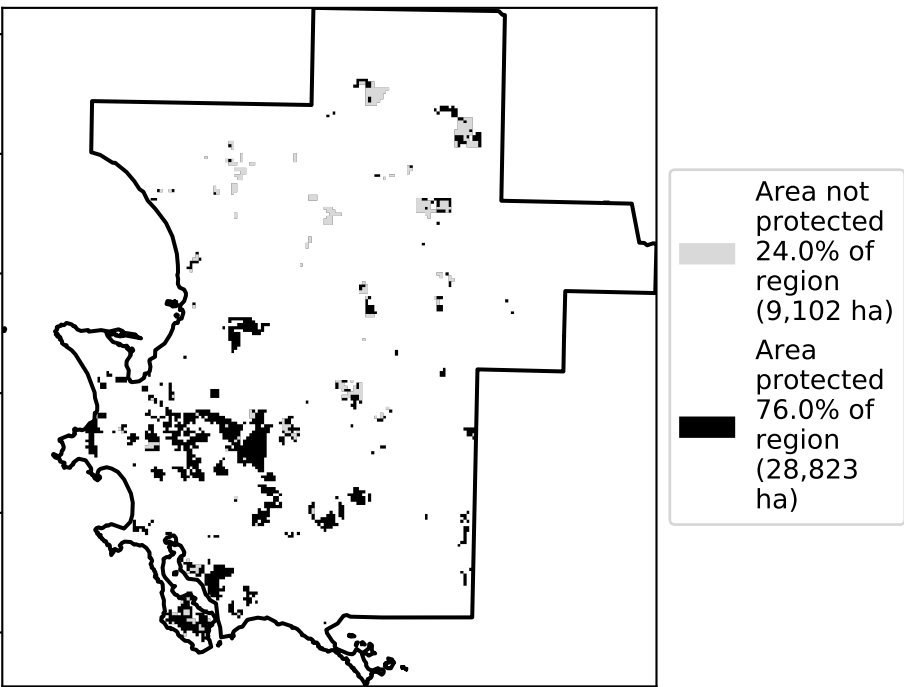 Area not
protected
24.0% of
region
(9,102 ha)
Area
protected
76.0% of
region
(28,823
ha)